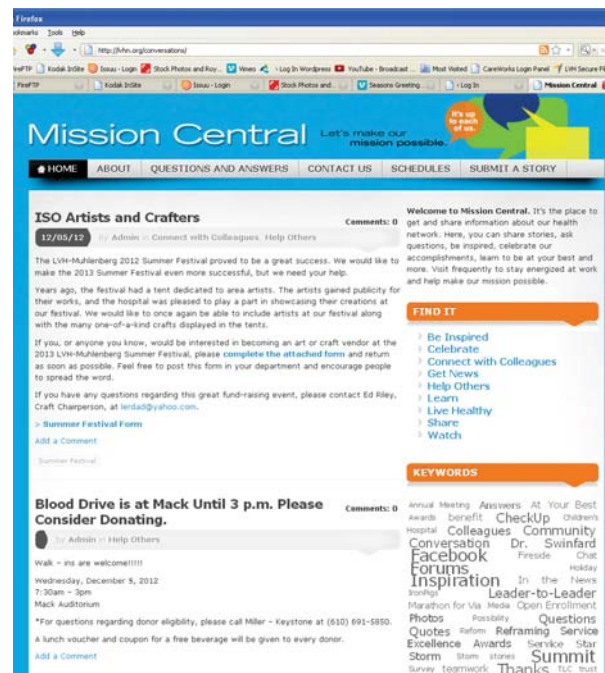 Firefox
Bookmarks Tools Help
http://lvhn.org/conversations/
Kodak InSite Issuu - Login Stock Photos and Roy... Vimeo Log In Wordpress YouTube - Broadcast ... Most Visited CareWorks Login Panel LVH Secure
FireFTP Kodak InSite Issuu - Login Stock Photos and... Seasons Greeting... Log In Mission Central
It's up
to each
of us.
Mission Central Let's make our
mission possible.
HOME ABOUT QUESTIONS AND ANSWERS CONTACT US SCHEDULES SUBMIT A STORY
ISO Artists and Crafters Comments: 0
12/05/12 by Admin in Connect with Colleagues, Help Others
The LVH-Muhlenberg 2012 Summer Festival proved to be a great success. We would like to
make the 2013 Summer Festival even more successful, but we need your help.
Years ago, the festival had a tent dedicated to area artists. The artists gained publicity for
their works, and the hospital was pleased to play a part in showcasing their creations at
our festival. We would like to once again be able to include artists at our festival along
with the many one-of-a-kind crafts displayed in the tents.
If you, or anyone you know, would be interested in becoming an art or craft vendor at the
2013 LVH-Muhlenberg Summer Festival, please complete the attached form and return
as soon as possible. Feel free to post this form in your department and encourage people
to spread the word.
If you have any questions regarding this great fund-raising event, please contact Ed Riley,
Craft Chairperson, at lerdad@yahoo.com.
> Summer Festival Form
Add a Comment
Summer Festival
Blood Drive is at Mack Until 3 p.m. Please Comments: 0
Consider Donating.
by Admin in Help Others
Walk - ins are welcome!!!!!
Wednesday, December 5, 2012
7:30am - 3pm
Mack Auditorium
*For questions regarding donor eligibility, please call Miller - Keystone at (610) 691-5850.
A lunch voucher and coupon for a free beverage will be given to every donor.
Add a Comment
Welcome to Mission Central. It's the place to
get and share information about our health
network. Here, you can share stories, ask
questions, be inspired, celebrate our
accomplishments, learn to be at your best and
more. Visit frequently to stay energized at work
and help make our mission possible.
FIND IT
Be Inspired
Celebrate
Connect with Colleagues
Get News
Help Others
Learn
Live Healthy
Share
Watch
KEYWORDS
Annual Meeting Answers At Your Best
Awards benefit CheckUp Children's
Hospital Colleagues Community
Conversation Dr. Swinfard
Facebook Fireside Chat
Forums Holiday
Inspiration In the News
IronPigs Leader-to-Leader
Marathon for Via Media Open Enrollment
Photos Possibility Questions
Quotes Reform Reframing Service
Excellence Awards Service Star
Storm Storm stories Summit
Survey teamwork Thanks TLC trust